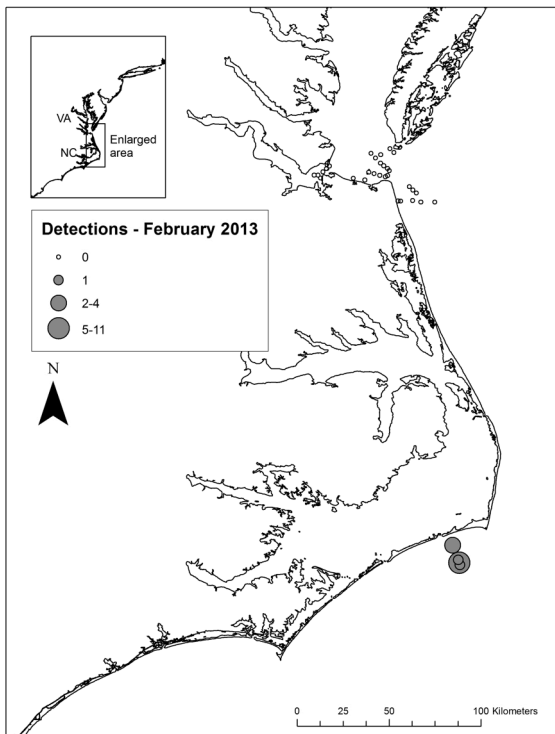 VA
NC
Enlarged
area
Detections - February 2013
0
1
2-4
5-11
N
0 25 50 100 Kilometers